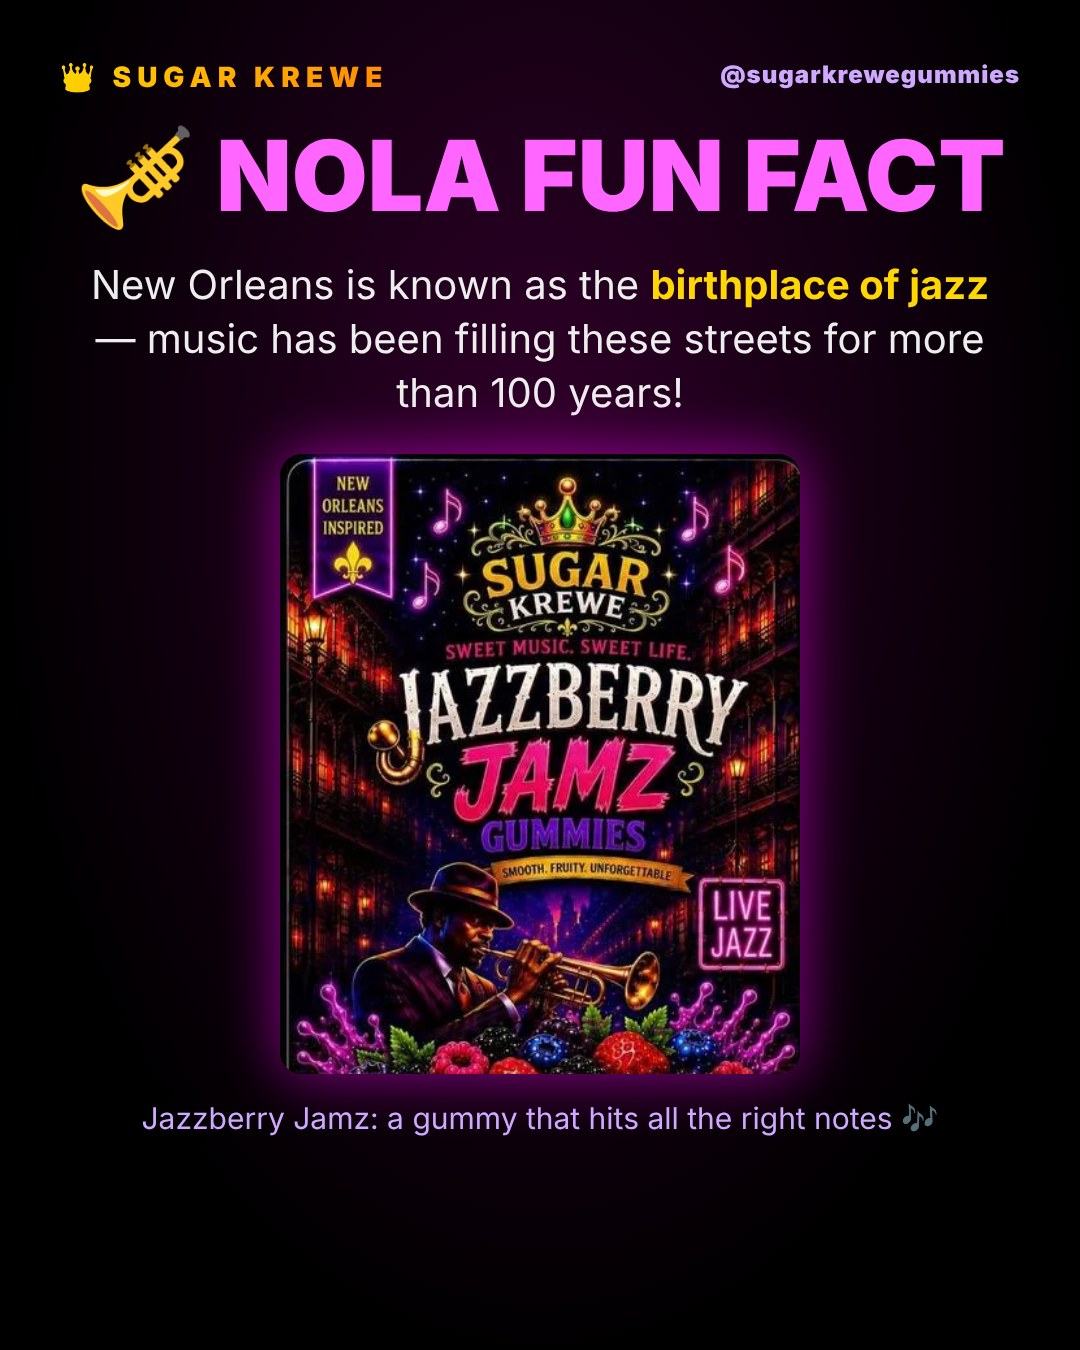 SUGAR KREWE
@sugarkrewegummies
NOLA FUN FACT
New Orleans is known as the birthplace of jazz
— music has been filling these streets for more
than 100 years!
NEW
ORLEANS
INSPIRED
SUGAR
KREWE
SWEET MUSIC. SWEET LIFE.
JAZZBERRY
JAMZ
GUMMIES
SMOOTH. FRUITY. UNFORGETTABLE
LIVE
JAZZ
Jazzberry Jamz: a gummy that hits all the right notes 🎶